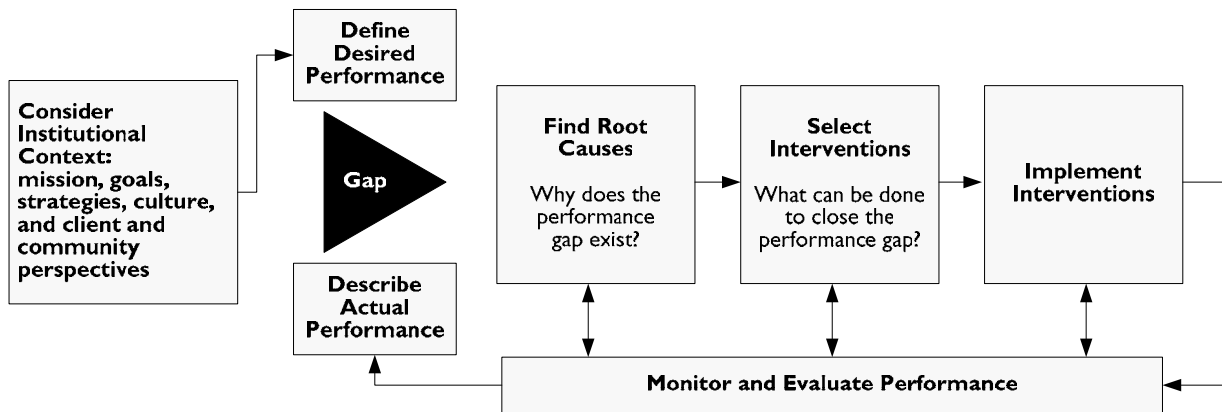 Consider
Institutional
Context:
mission, goals,
strategies, culture,
and client and
community
perspectives
Define
Desired
Performance
Gap
Describe
Actual
Performance
Find Root
Causes
Why does the
performance
gap exist?
Select
Interventions
What can be done
to close the
performance gap?
Implement
Interventions
Monitor and Evaluate Performance